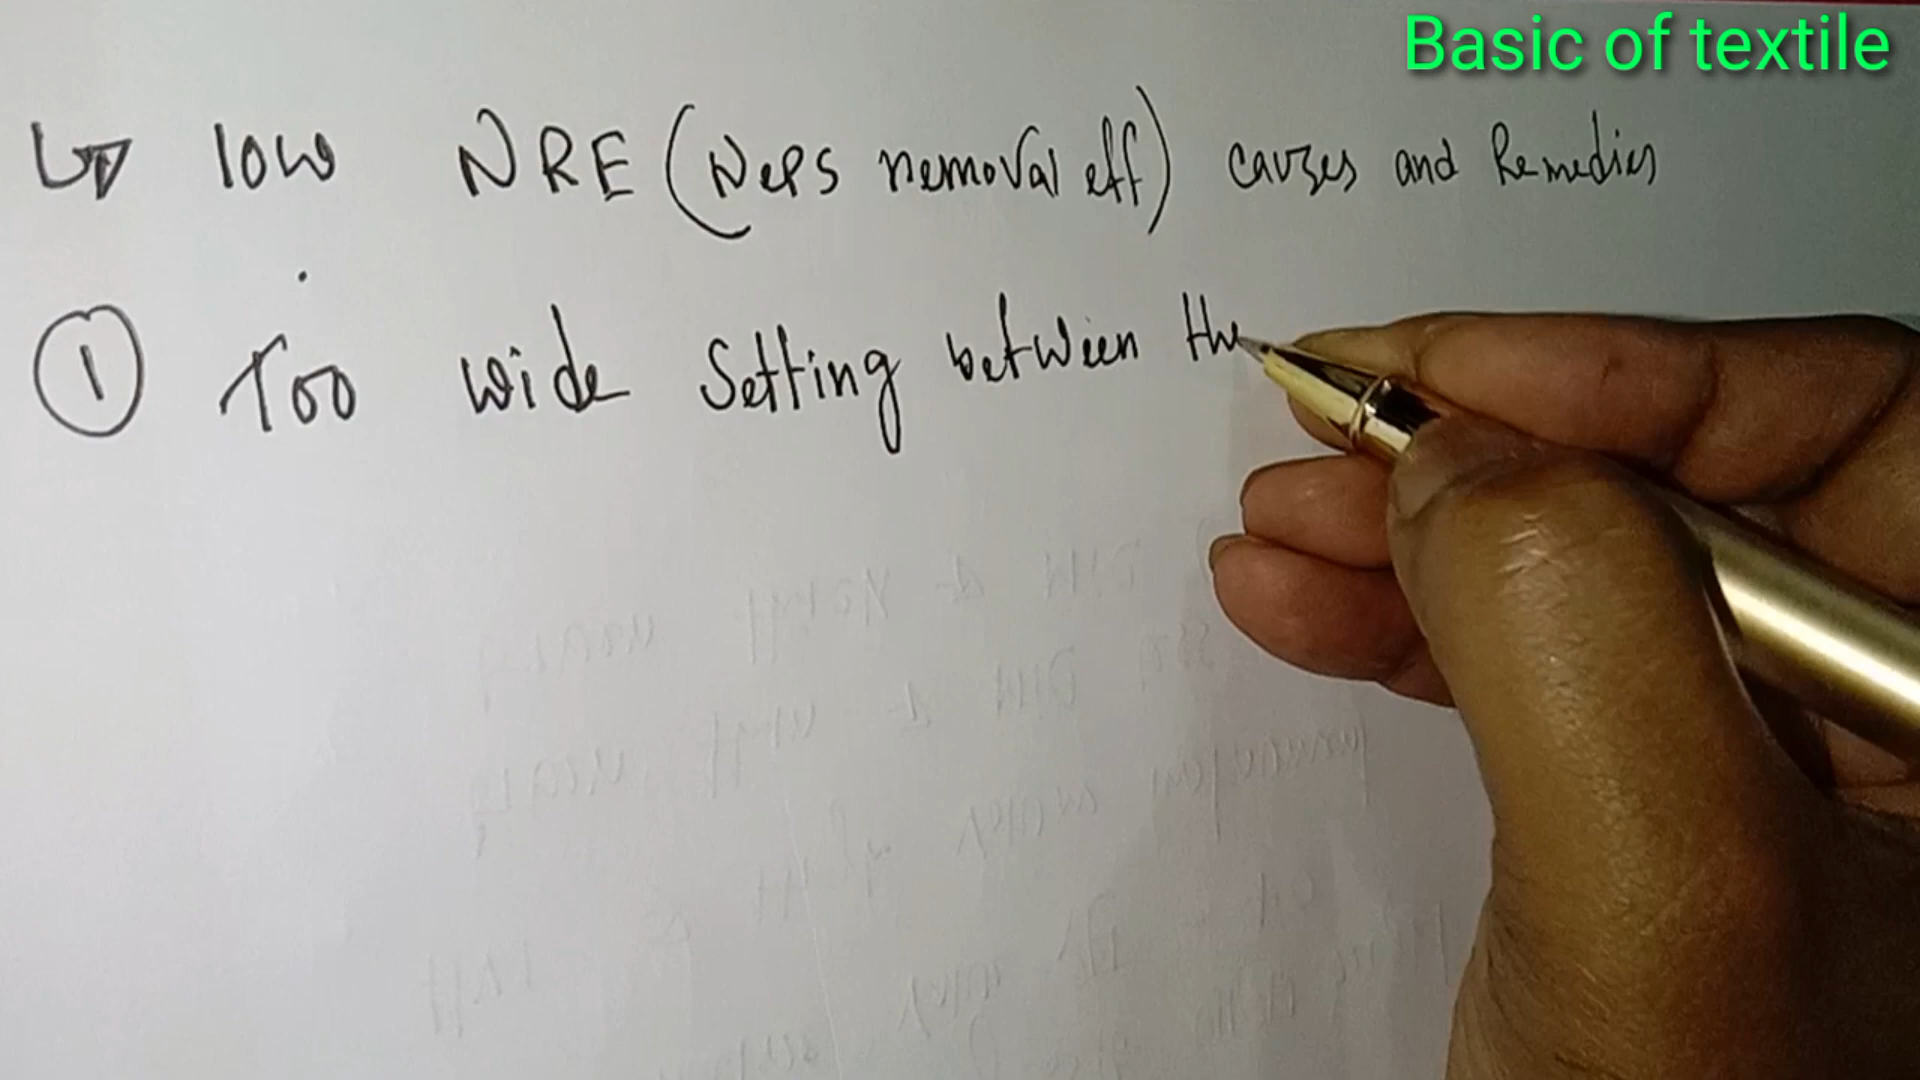 Basic of textile
low NRE (Neps removal eff) causes and Remedies
① Too wide Setting between the